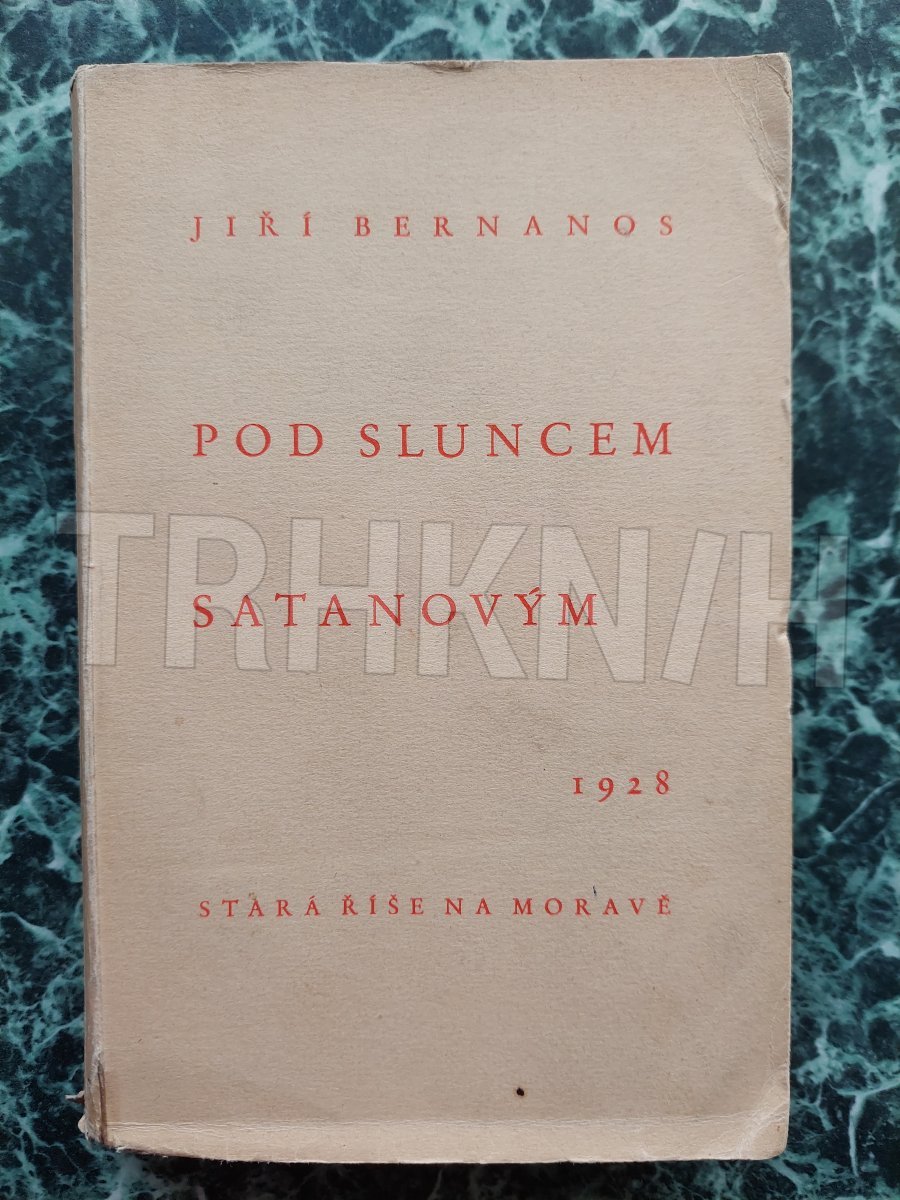 JIŘÍ BERNANOS
POD SLUNCEM
SATANOVÝM
1928
STARÁ ŘÍŠE NA MORAVĚ
TRHKNIH